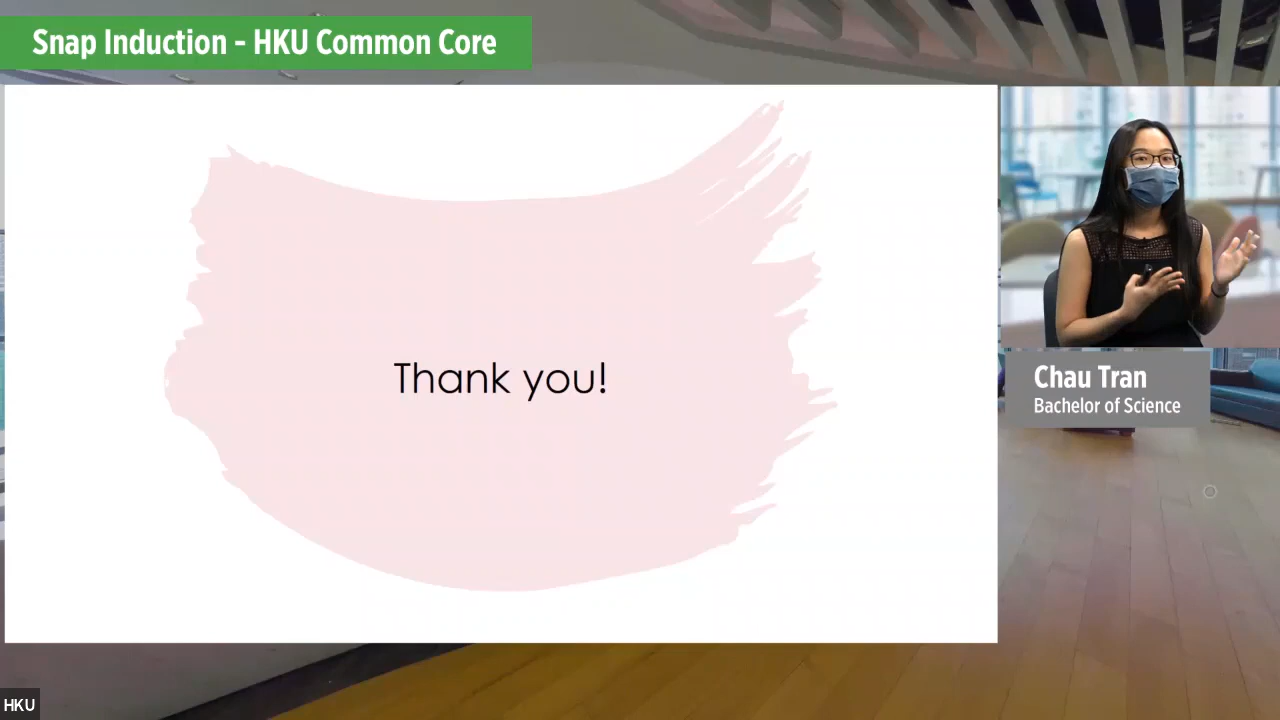 Snap Induction - HKU Common Core
Thank you!
Chau Tran
Bachelor of Science
HKU